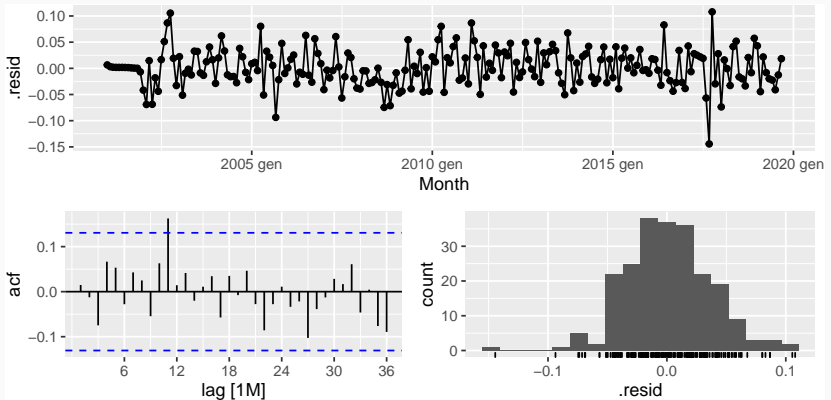 0.10
0.05
0.00
−0.05
−0.10
−0.15
.resid
2005 gen
2010 gen
2015 gen
2020 gen
Month
0.1
0.0
−0.1
acf
6
12
18
24
30
36
lag [1M]
30
20
10
0
count
−0.1
0.0
0.1
.resid